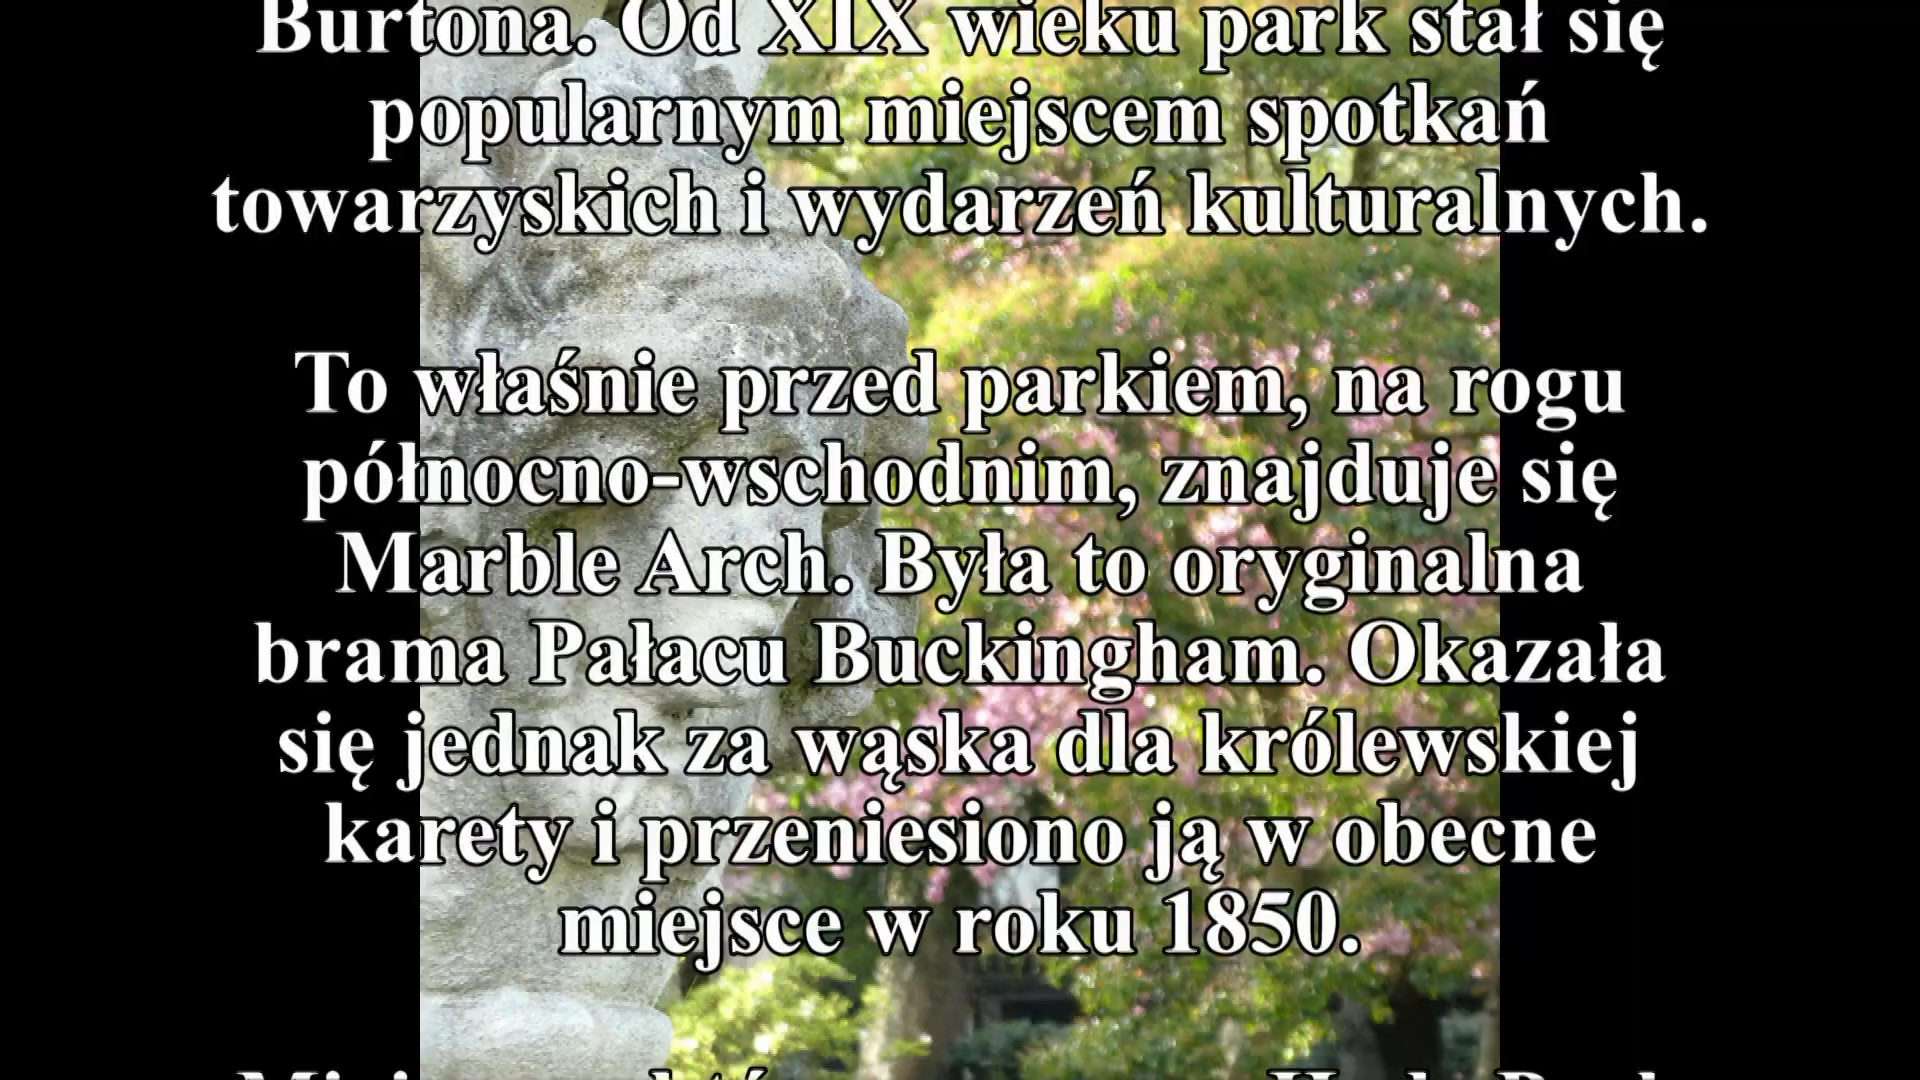 Burtona. Od XIX wieku park stał się
popularnym miejscem spotkań
towarzyskich i wydarzeń kulturalnych.
To właśnie przed parkiem, na rogu
północno-wschodnim, znajduje się
Marble Arch. Była to oryginalna
brama Pałacu Buckingham. Okazała
się jednak za wąska dla królewskiej
karety i przeniesiono ją w obecne
miejsce w roku 1850.